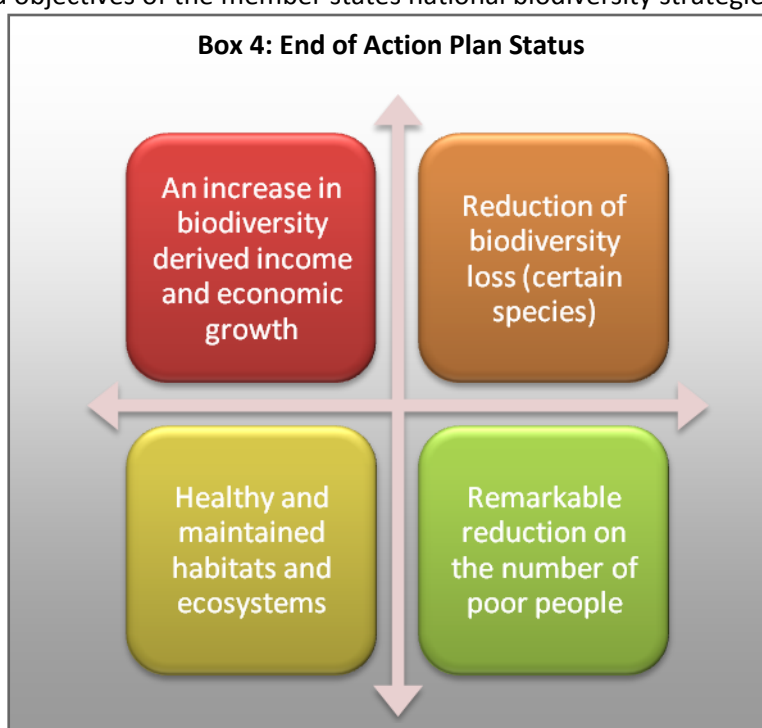 objectives of the member states national biodiversity strategie
Box 4: End of Action Plan Status
An increase in
biodiversity
derived income
and economic
growth
Reduction of
biodiversity
loss (certain
species)
Healthy and
maintained
habitats and
ecosystems
Remarkable
reduction on
the number of
poor people